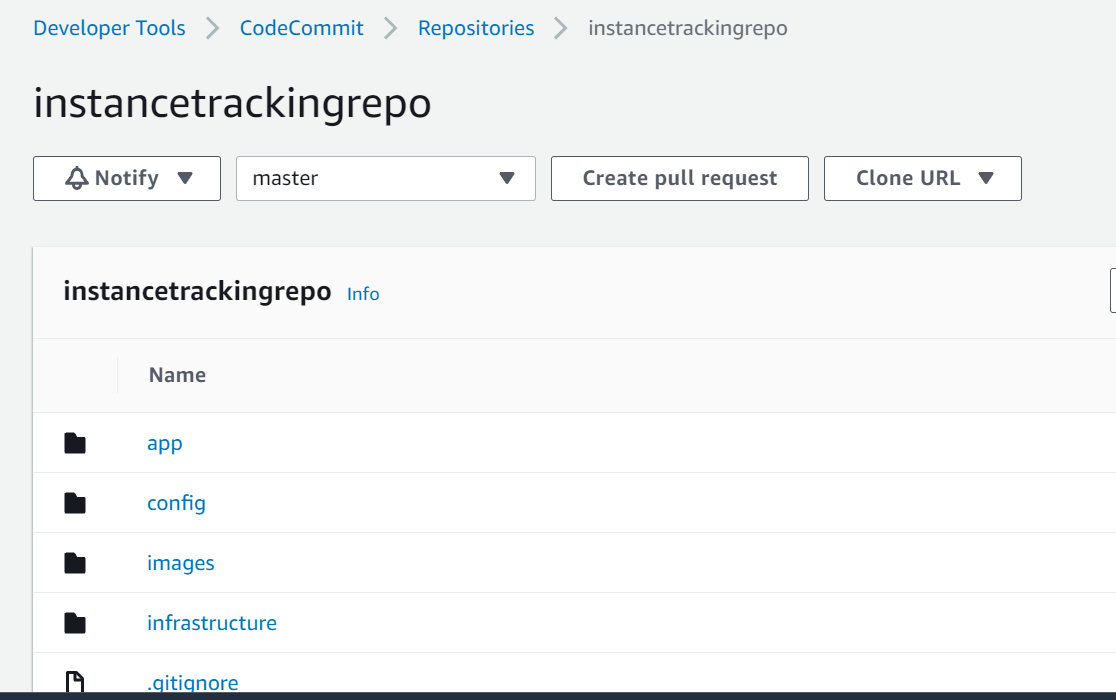 Developer Tools CodeCommit Repositories instancetrackingrepo
instancetrackingrepo
Notify master Create pull request Clone URL
instancetrackingrepo Info
Name
app
config
images
infrastructure
.gitignore